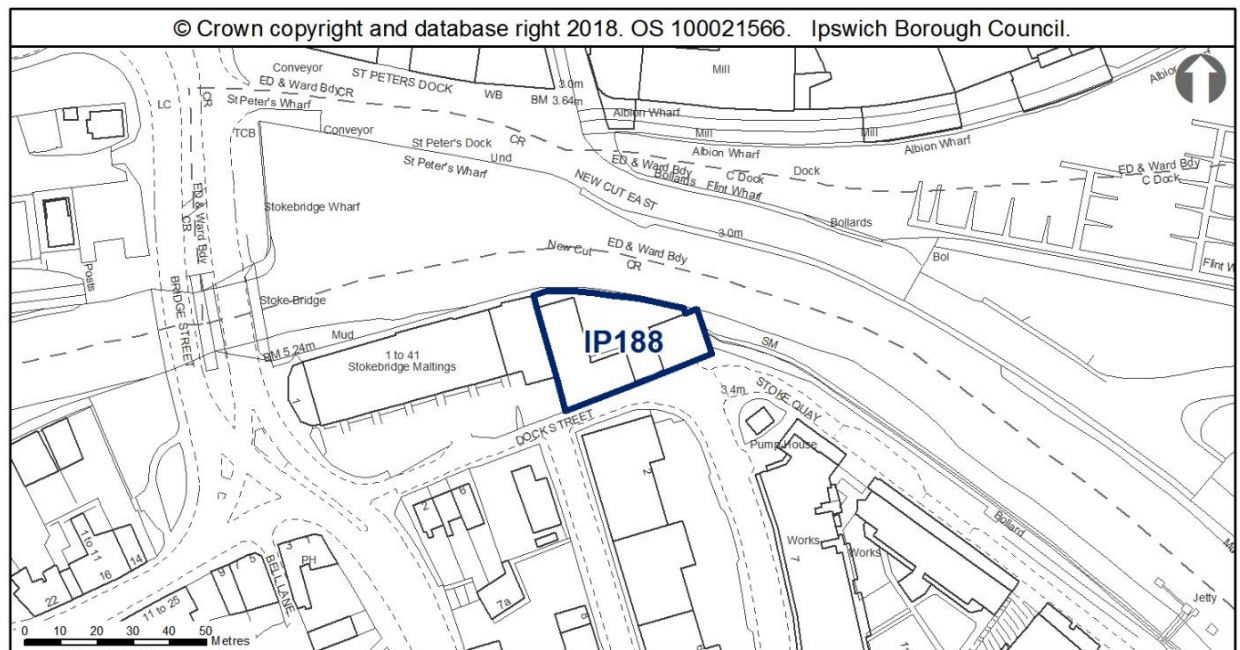 © Crown copyright and database right 2018. OS 100021566. Ipswich Borough Council.
Conveyor
ST PETERS DOCK
WB
3.0m
BM 3.64m
Mill
Albion
LC
CR
ED & Ward Bdy
CR
St Peter's Wharf
TCB
Conveyor
St Peter's Dock
Und
CR
St Peter's Wharf
Albion Wharf
Mill
Mill
Albion Wharf
Albion Wharf
ED & Ward Bdy
C Dock
Dock
Bollards
Flint Wharf
ED & Ward Bdy
C Dock
NEW CUT EAST
Bollards
3.0m
Bol
Flint W
Stokebridge Wharf
ED & Ward Bdy
CR
Posts
BRIDGE STREET
New Cut
ED & Ward Bdy
CR
Stoke Bridge
Mud
BM 5.24m
1 to 41
Stokebridge Maltings
1
IP188
SM
3.4m
STOKE QUAY
DOCK STREET
Pump House
2
2
6
Works
7
Works
Bollard
Jetty
1 to 11
14
16
22
11 to 25
9
5
BELL LANE
3
PH
7a
8
0 10 20 30 40 50
Metres